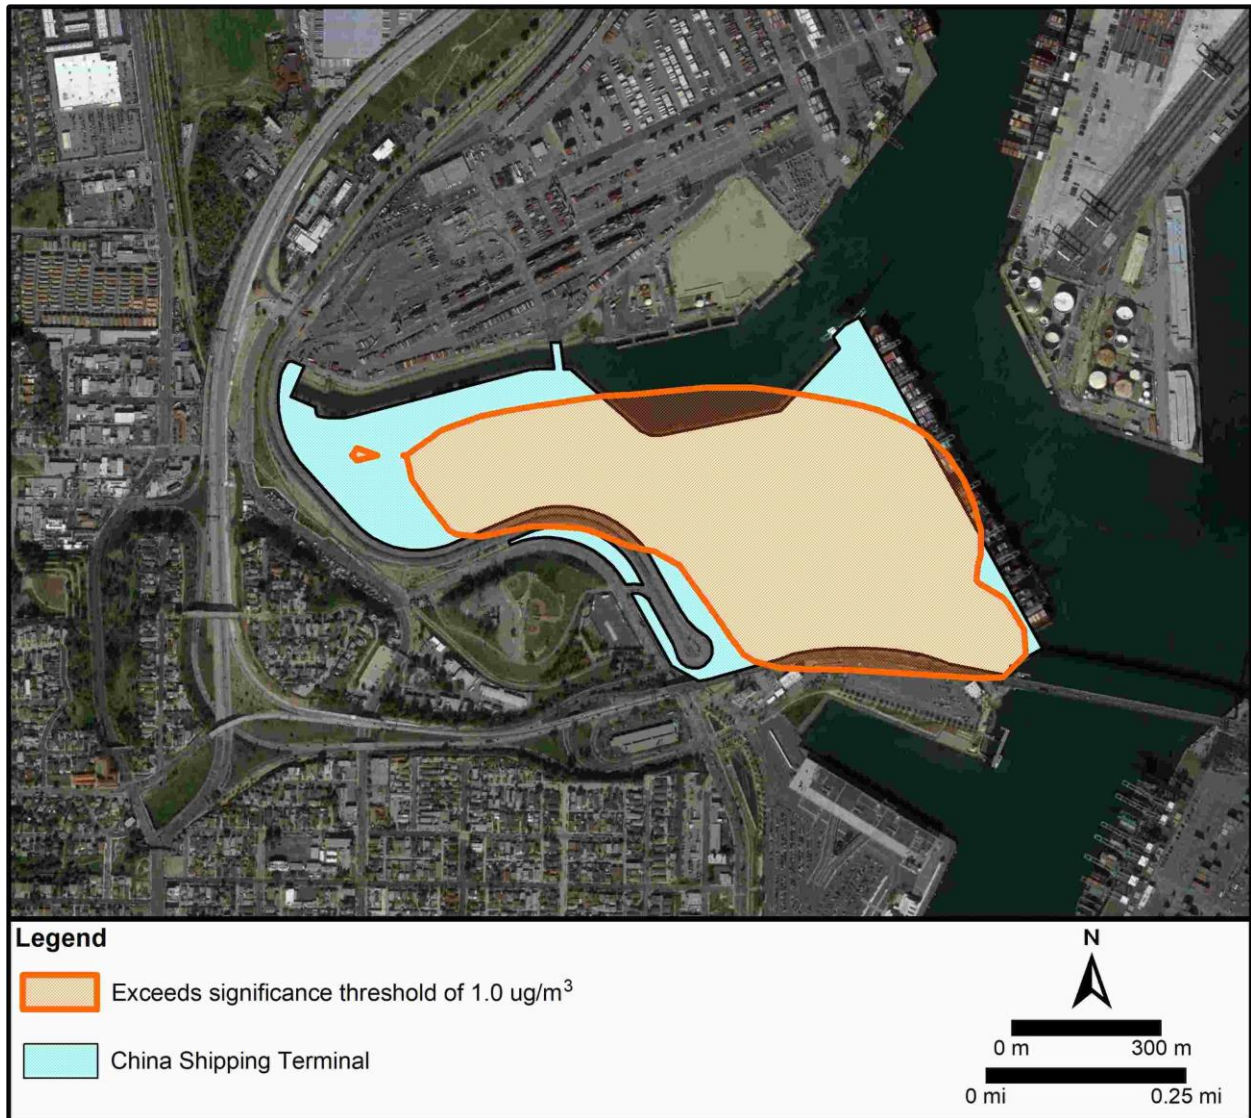 Legend
Exceeds significance threshold of 1.0 ug/m³
China Shipping Terminal
N
0 m 300 m
0 mi 0.25 mi